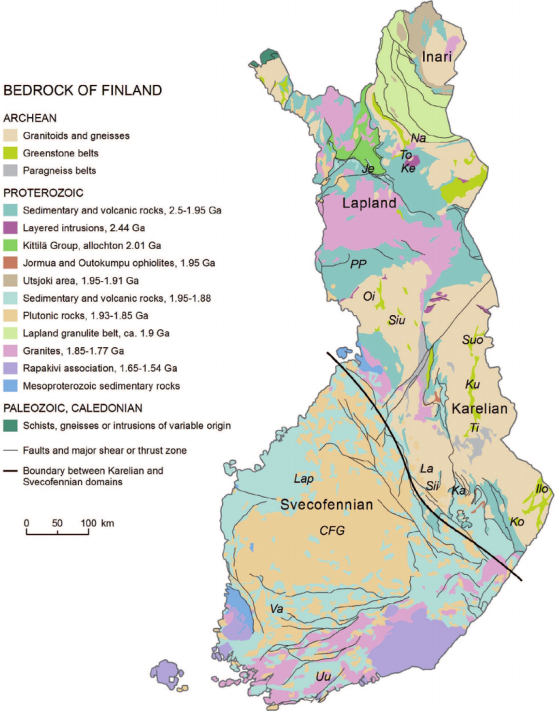 BEDROCK OF FINLAND
ARCHEAN
Granitoids and gneisses
Greenstone belts
Paragneiss belts
PROTEROZOIC
Sedimentary and volcanic rocks, 2.5-1.95 Ga
Layered intrusions, 2.44 Ga
Kittilä Group, allochton 2.01 Ga
Jormua and Outokumpu ophiolites, 1.95 Ga
Utsjoki area, 1.95-1.91 Ga
Sedimentary and volcanic rocks, 1.95-1.88
Plutonic rocks, 1.93-1.85 Ga
Lapland granulite belt, ca. 1.9 Ga
Granites, 1.85-1.77 Ga
Rapakivi association, 1.65-1.54 Ga
Mesoproterozoic sedimentary rocks
PALEOZOIC, CALEDONIAN
Schists, gneisses or intrusions of variable origin
Faults and major shear or thrust zone
Boundary between Karelian and
Svecofennian domains
0 50 100 km
Inari
Na
To
Je
Ke
Lapland
PP
Oi
Siu
Suo
Ku
Karelian
Ti
La
Sii
Ka
Ilo
Ko
Lap
Svecofennian
CFG
Va
Uu